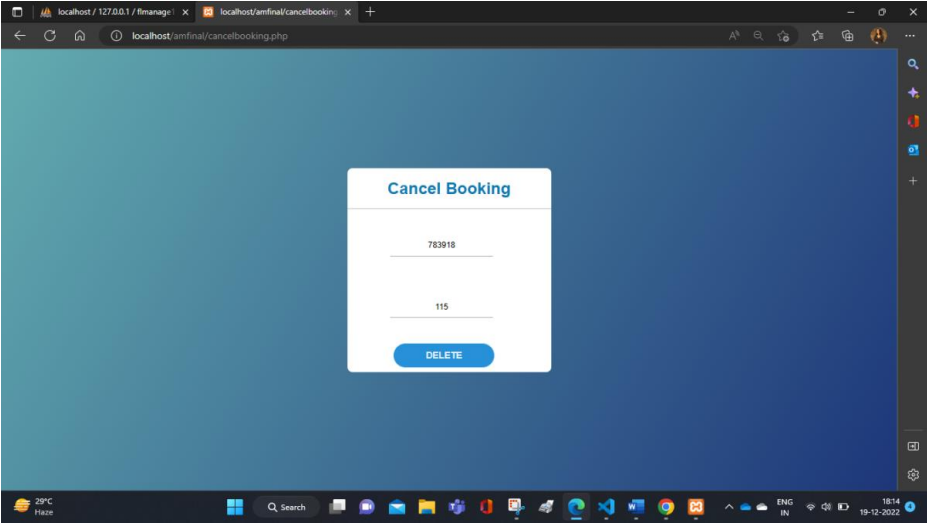 localhost / 127.0.0.1 / flmanage
localhost/amfinal/cancelbooking
localhost/amfinal/cancelbooking.php
Cancel Booking
783918
115
DELETE
29°C
Haze
Search
ENG
IN
18:14
19-12-2022